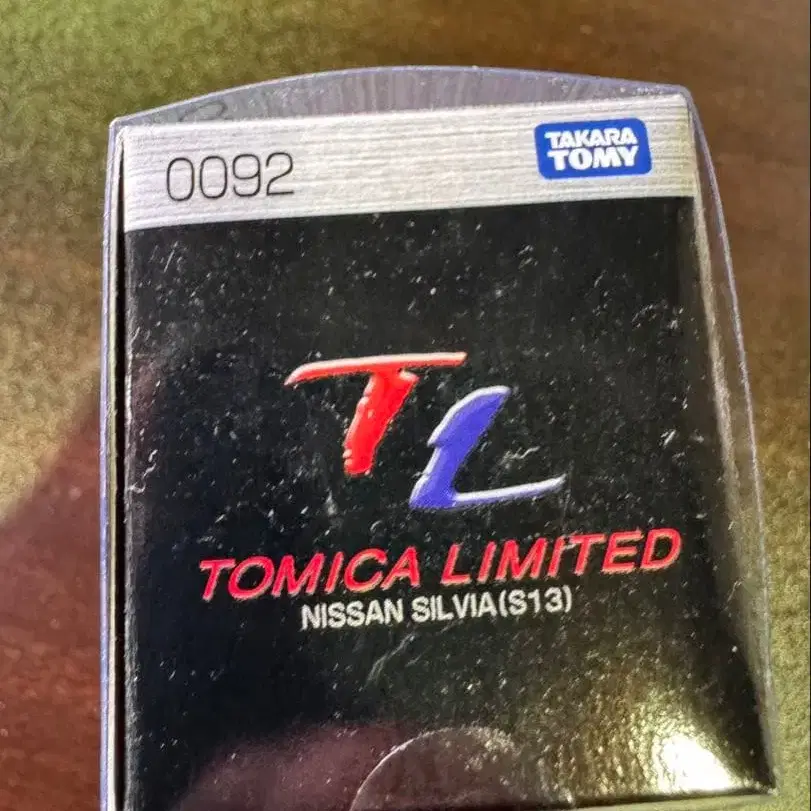 0092
TAKARA
TOMY
TL
TOMICA LIMITED
NISSAN SILVIA(S13)